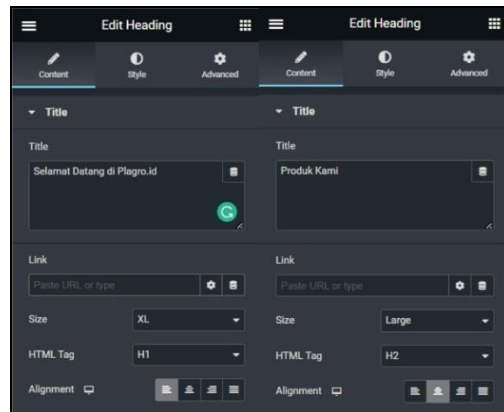 Edit Heading
Content Style Advanced
Title
Title
Selamat Datang di Plagro.id
Link
Paste URL or type
Size XL
HTML Tag H1
Alignment
Edit Heading
Content Style Advanced
Title
Title
Produk Kami
Link
Paste URL or type
Size Large
HTML Tag H2
Alignment